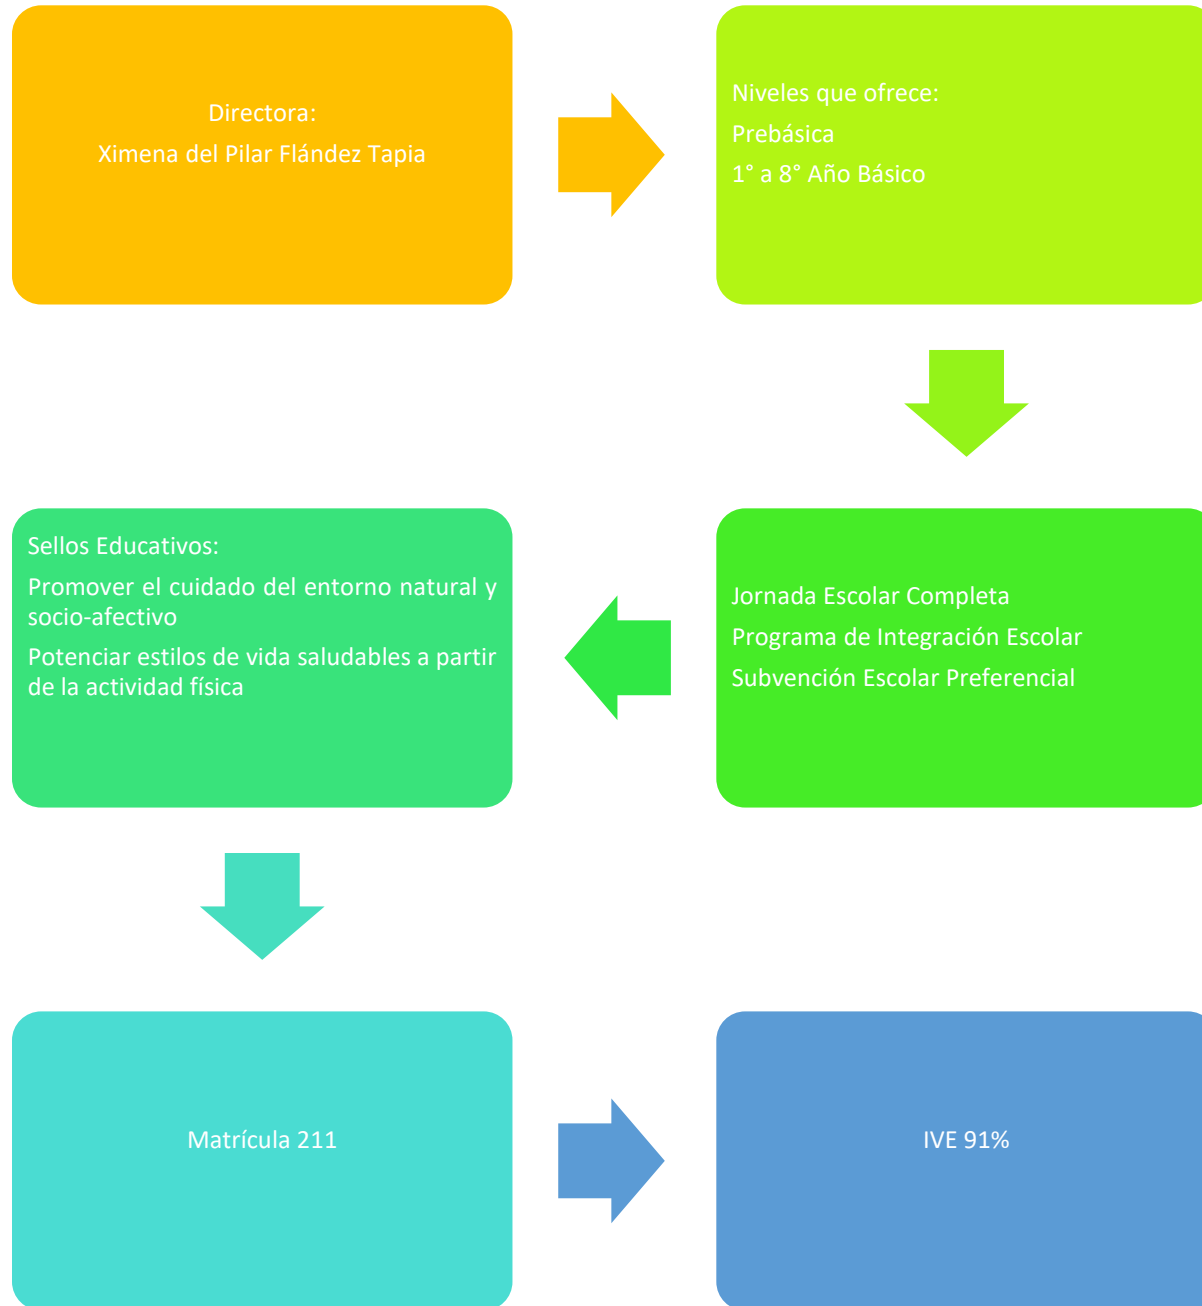 Directora:
Ximena del Pilar Flández Tapia
Niveles que ofrece:
Prebásica
1° a 8° Año Básico
Jornada Escolar Completa
Programa de Integración Escolar
Subvención Escolar Preferencial
Sellos Educativos:
Promover el cuidado del entorno natural y
socio-afectivo
Potenciar estilos de vida saludables a partir
de la actividad física
Matrícula 211
IVE 91%